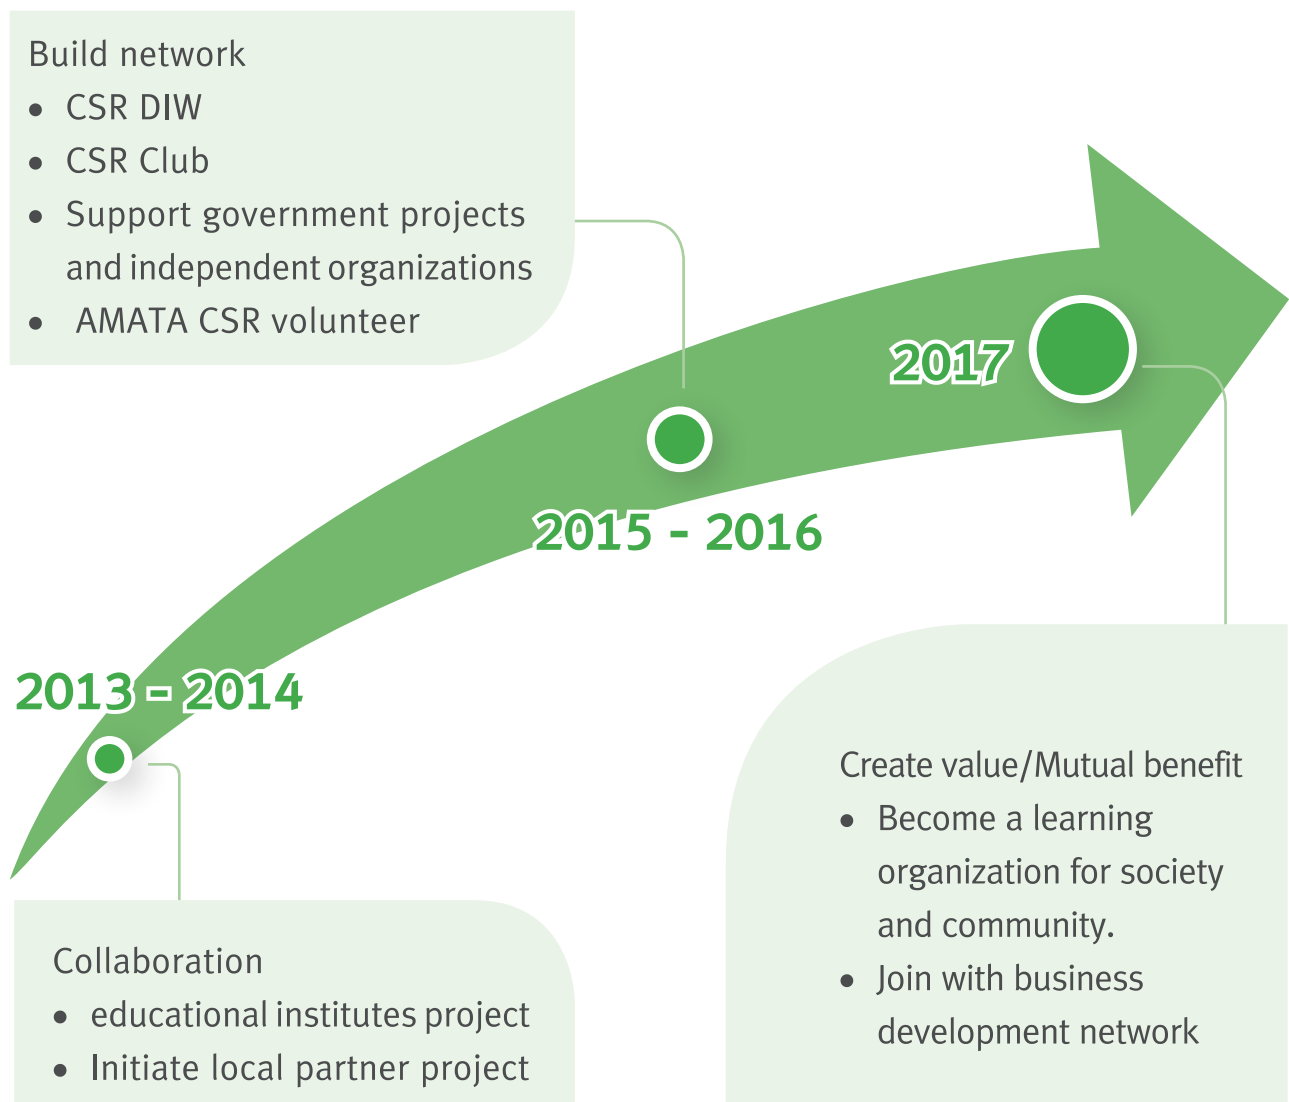 Build network
• CSR DIW
• CSR Club
• Support government projects
and independent organizations
• AMATA CSR volunteer
2017
2015 - 2016
2013 - 2014
Collaboration
• educational institutes project
• Initiate local partner project
Create value/Mutual benefit
• Become a learning
organization for society
and community.
• Join with business
development network